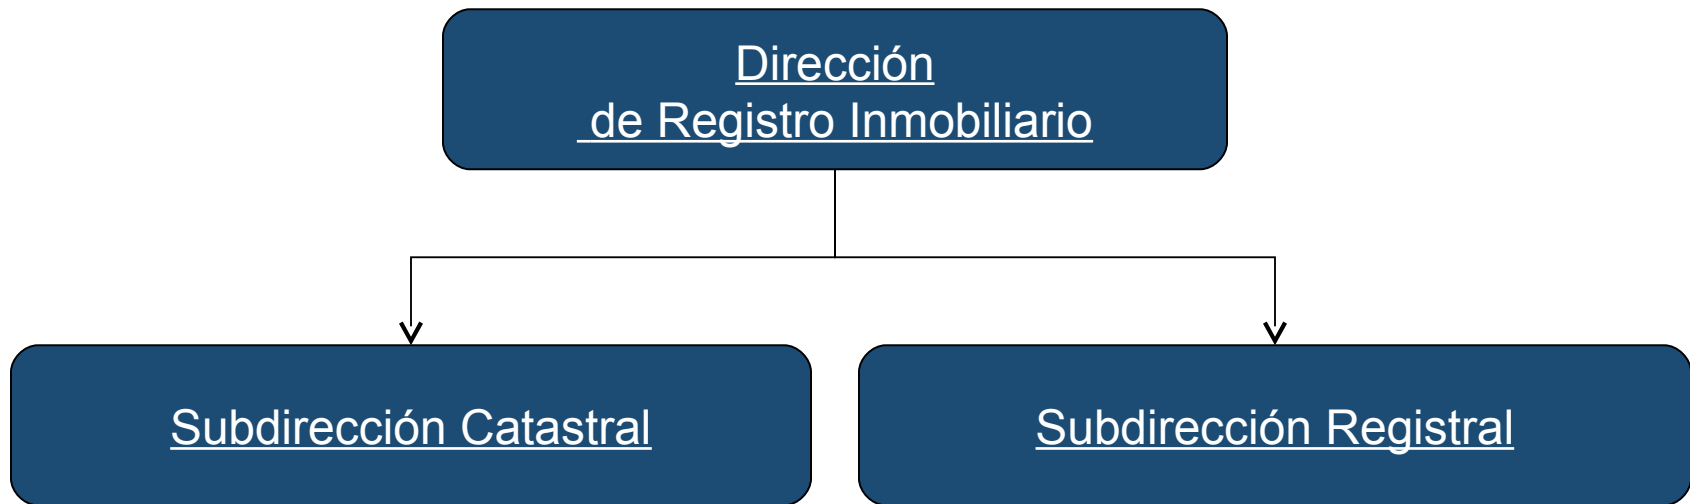 Dirección
de Registro Inmobiliario
Subdirección Catastral
Subdirección Registral